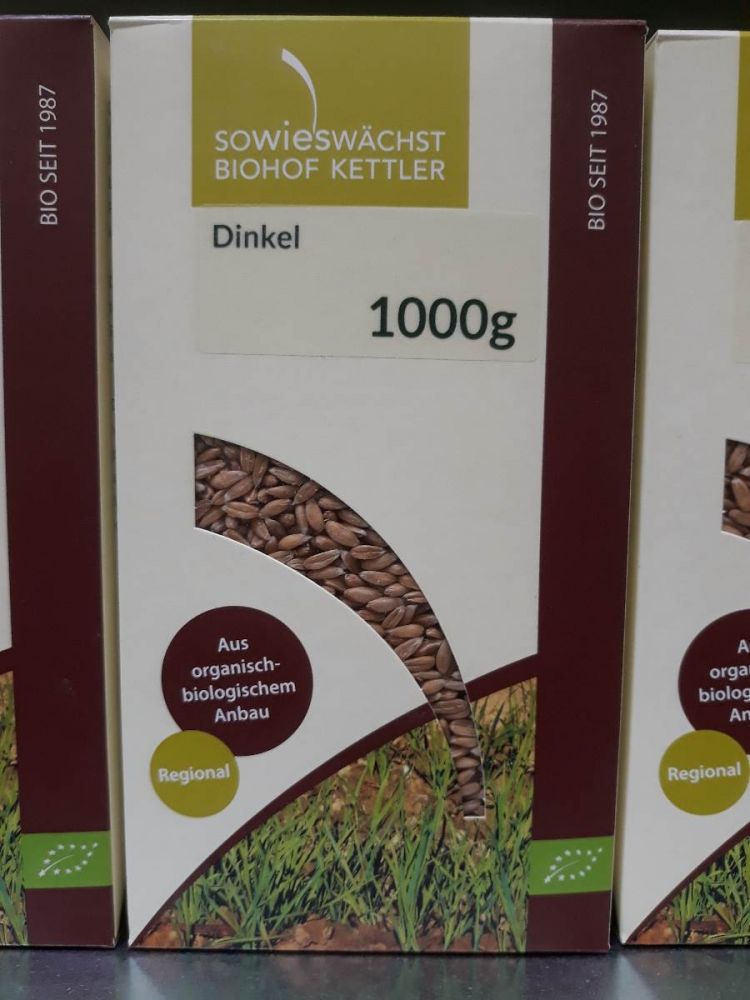 BIO SEIT 1987
SOWIESWÄCHST
BIOHOF KETTLER
BIO SEIT 1987
Dinkel
1000g
Aus
organisch-
biologischem
Anbau
Regional
Regional